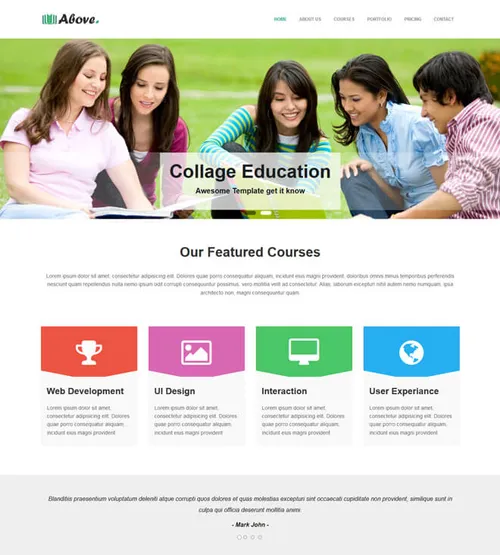 Above.
HOME ABOUT US COURSES PORTFOLIO PRICING CONTACT
Collage Education
Awesome Template get it know
Our Featured Courses
Lorem ipsum dolor sit amet, consectetur adipisicing elit. Dolores quae porro consequatur aliquam, incidunt eius magni provident, doloribus omnis minus temporibus perferendis
nesciunt quam repellendus nulla nemo ipsum odit corrupti consequuntur possimus, vero mollitia velit ad consectetur. Alias, laborum excepturi nihil autem nemo numquam, ipsa
architecto non, magni consequuntur quam.
Web Development
Lorem ipsum dolor sit amet,
consectetur adipisicing elit. Dolores
quae porro consequatur aliquam,
incidunt eius magni provident
UI Design
Lorem ipsum dolor sit amet,
consectetur adipisicing elit. Dolores
quae porro consequatur aliquam,
incidunt eius magni provident
Interaction
Lorem ipsum dolor sit amet,
consectetur adipisicing elit. Dolores
quae porro consequatur aliquam,
incidunt eius magni provident
User Experiance
Lorem ipsum dolor sit amet,
consectetur adipisicing elit. Dolores
quae porro consequatur aliquam,
incidunt eius magni provident
Blanditiis praesentium voluptatum deleniti atque corrupti quos dolores et quas molestias excepturi sint occaecati cupiditate non provident, similique sunt in
culpa qui officia deserunt mollitia animi
- Mark John -